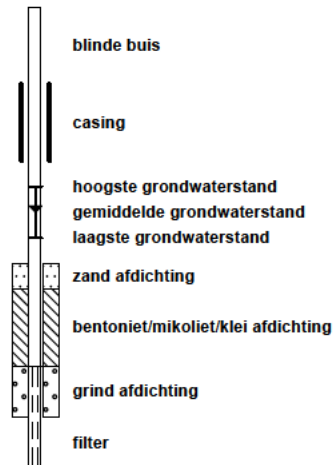 blinde buis
casing
hoogste grondwaterstand
gemiddelde grondwaterstand
laagste grondwaterstand
zand afdichting
bentoniet/mikoliet/klei afdichting
grind afdichting
filter